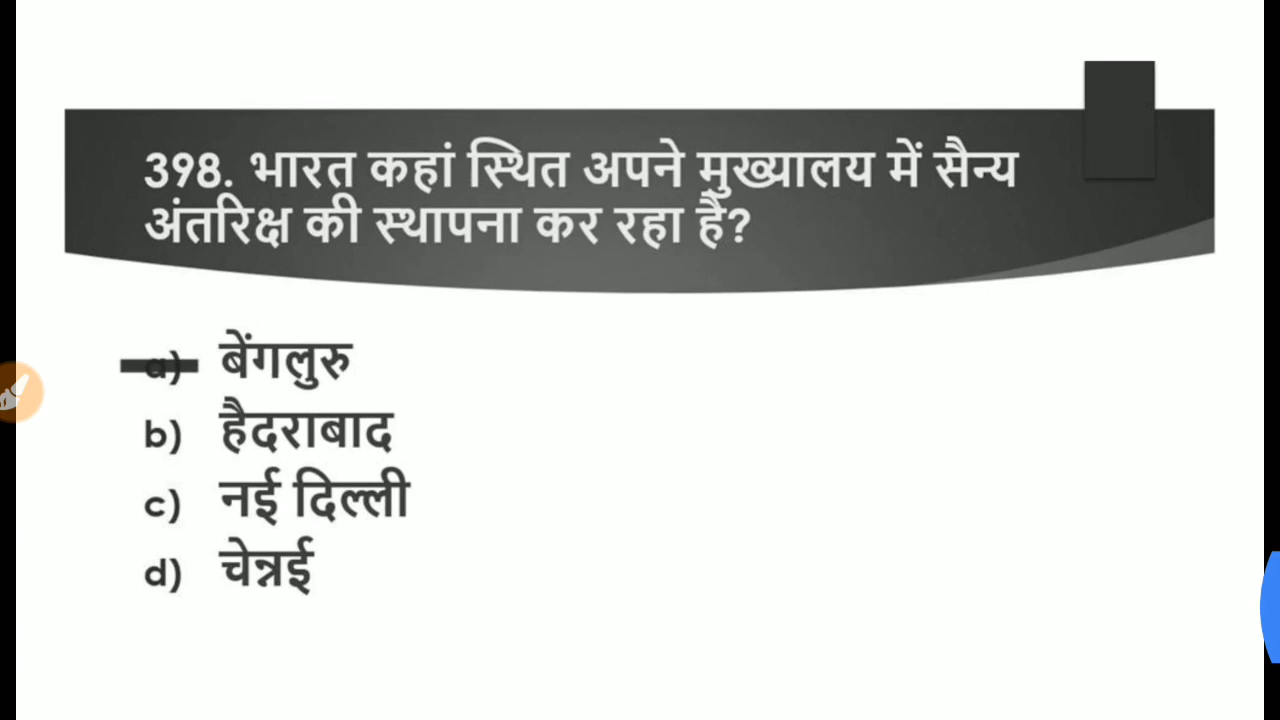 398. भारत कहां स्थित अपने मुख्यालय में सैन्य
अंतरिक्ष की स्थापना कर रहा है?
a) बेंगलुरु
b) हैदराबाद
c) नई दिल्ली
d) चेन्नई